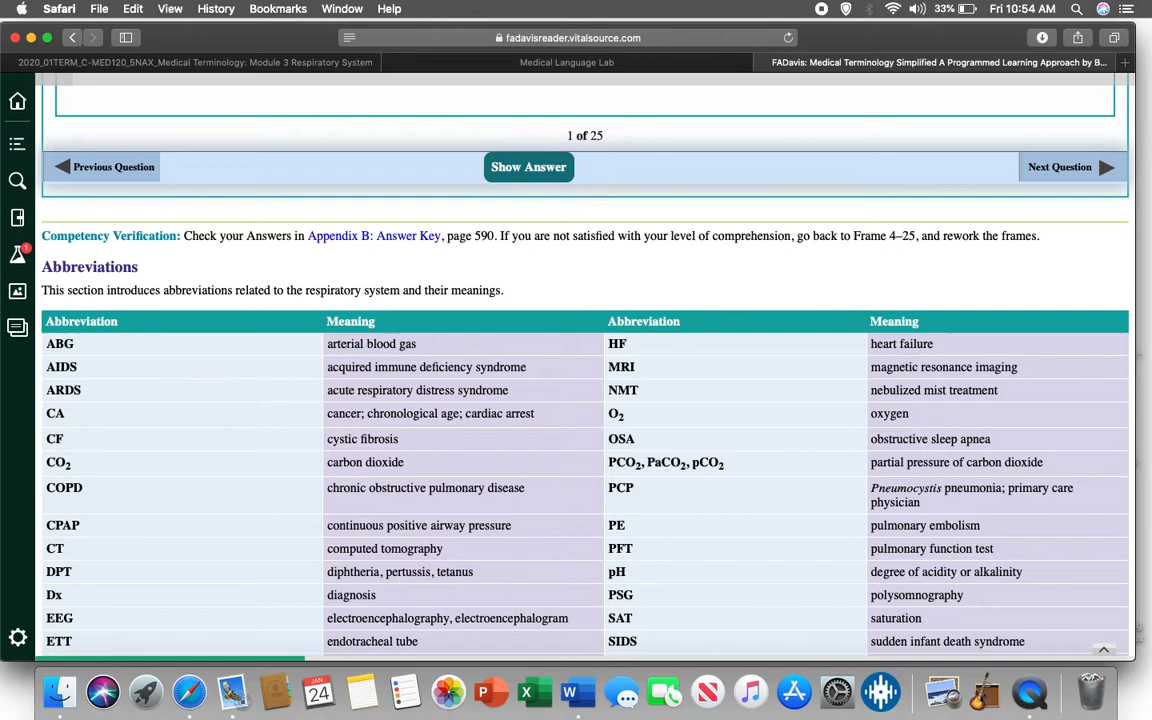 Safari File Edit View History Bookmarks Window Help 33% Fri 10:54 AM
fadavisreader.vitalsource.com
2020_01TERM_C-MED120_5NAX_Medical Terminology: Module 3 Respiratory System Medical Language Lab FADavis: Medical Terminology Simplified A Programmed Learning Approach by B...
1 of 25
Previous Question Show Answer Next Question
Competency Verification: Check your Answers in Appendix B: Answer Key, page 590. If you are not satisfied with your level of comprehension, go back to Frame 4–25, and rework the frames.
1
Abbreviations
This section introduces abbreviations related to the respiratory system and their meanings.
Abbreviation Meaning Abbreviation Meaning
ABG arterial blood gas HF heart failure
AIDS acquired immune deficiency syndrome MRI magnetic resonance imaging
ARDS acute respiratory distress syndrome NMT nebulized mist treatment
CA cancer; chronological age; cardiac arrest O2 oxygen
CF cystic fibrosis OSA obstructive sleep apnea
CO2 carbon dioxide PCO2, PaCO2, pCO2 partial pressure of carbon dioxide
COPD chronic obstructive pulmonary disease PCP Pneumocystis pneumonia; primary care
physician
CPAP continuous positive airway pressure PE pulmonary embolism
CT computed tomography PFT pulmonary function test
DPT diphtheria, pertussis, tetanus pH degree of acidity or alkalinity
Dx diagnosis PSG polysomnography
EEG electroencephalography, electroencephalogram SAT saturation
ETT endotracheal tube SIDS sudden infant death syndrome
JAN
24
P X W